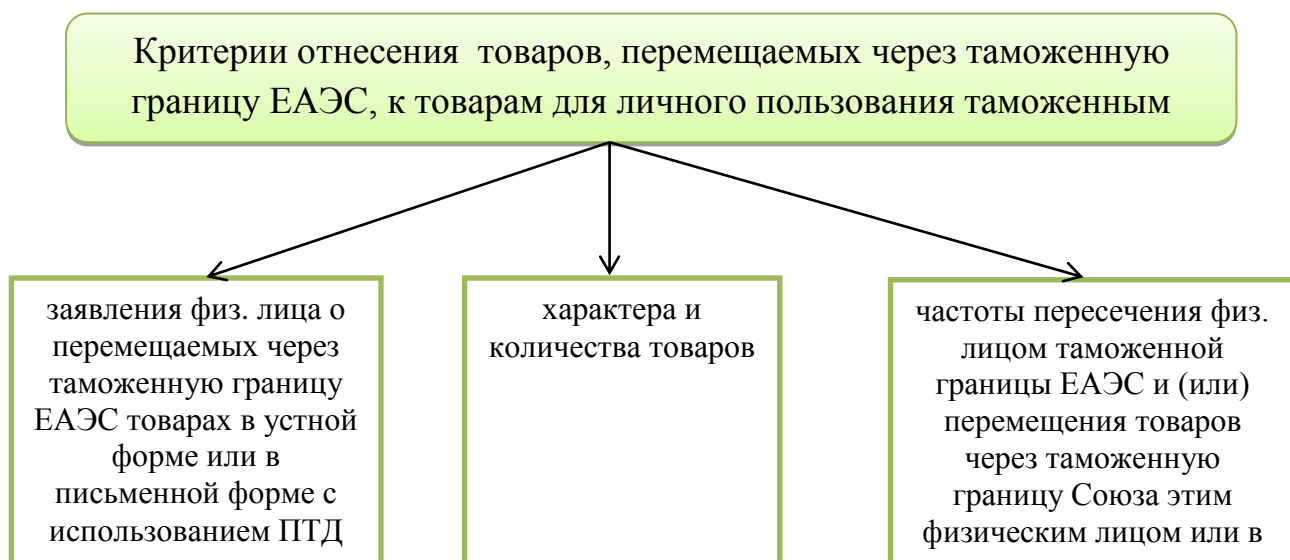 Критерии отнесения товаров, перемещаемых через таможенную
границу ЕАЭС, к товарам для личного пользования таможенным
заявления физ. лица о
перемещаемых через
таможенную границу
ЕАЭС товарах в устной
форме или в
письменной форме с
использованием ПТД
характера и
количества товаров
частоты пересечения физ.
лицом таможенной
границы ЕАЭС и (или)
перемещения товаров
через таможенную
границу Союза этим
физическим лицом или в